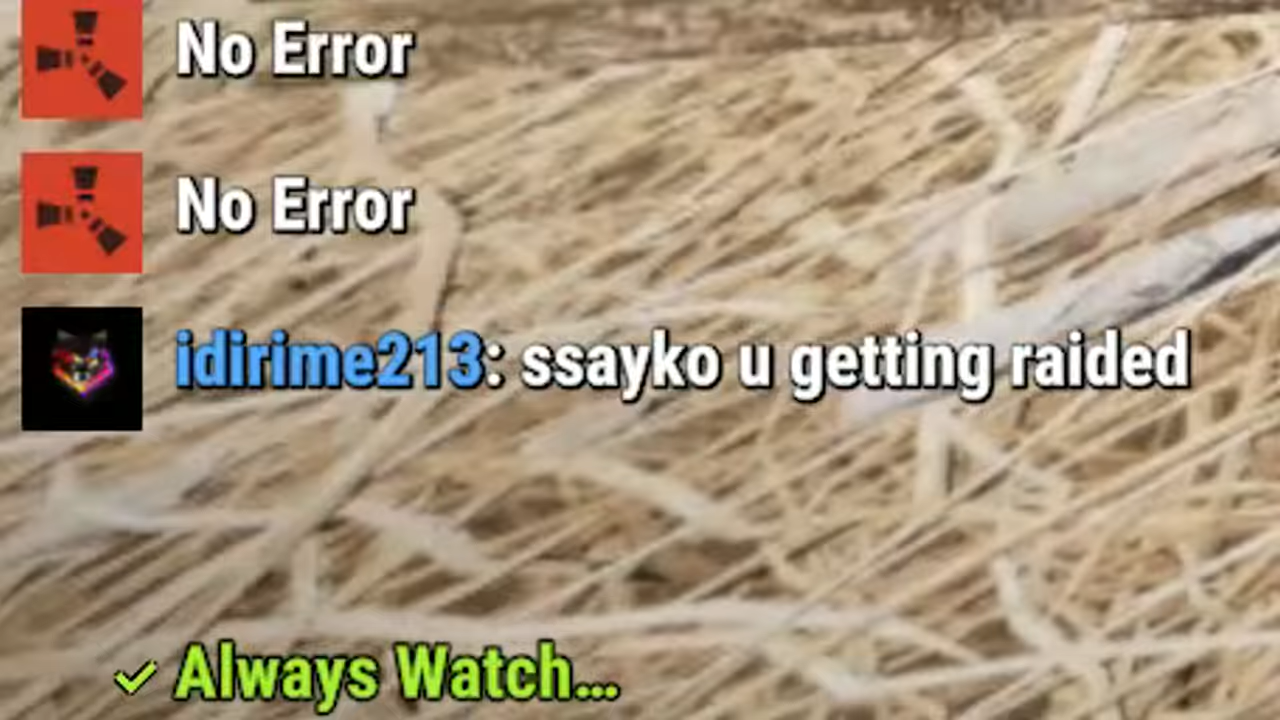 No Error
No Error
idirime213: ssayko u getting raided
Always Watch...